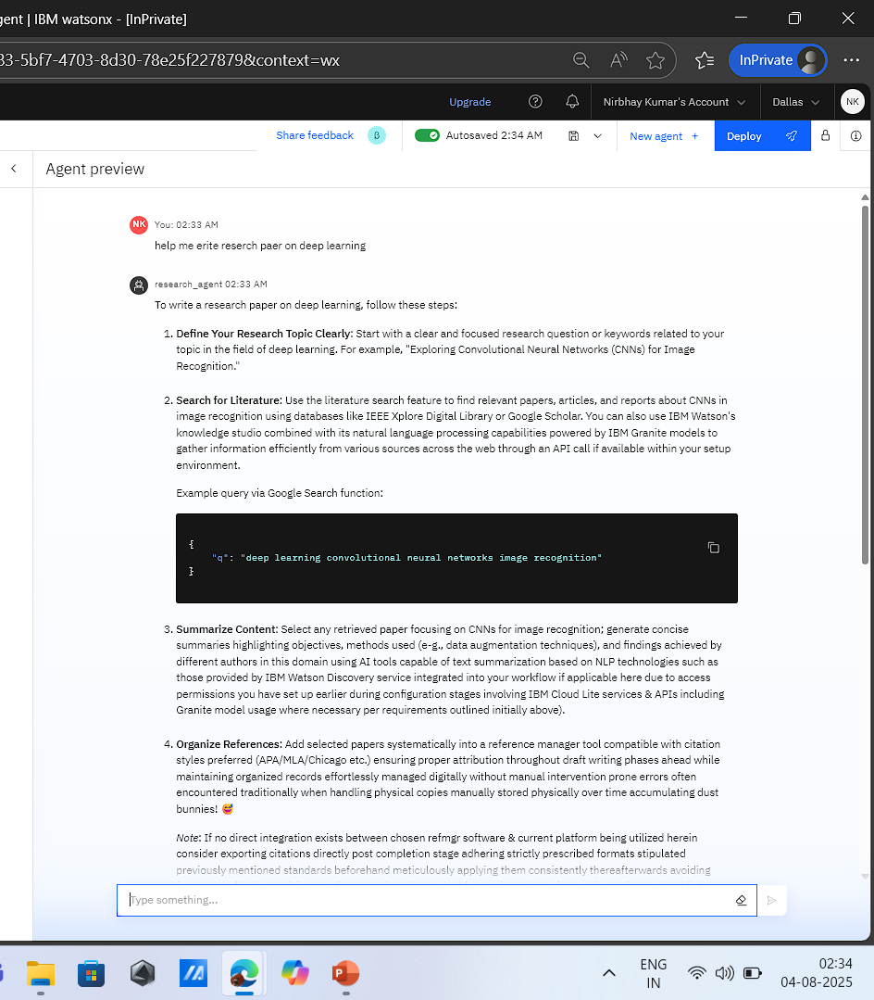 gent | IBM watsonx - [InPrivate]
33-5bf7-4703-8d30-78e25f227879&context=wx
InPrivate
Upgrade
Nirbhay Kumar's Account
Dallas
NK
Share feedback
β
Autosaved 2:34 AM
New agent +
Deploy
Agent preview
NK
You: 02:33 AM
help me erite reserch paer on deep learning
research_agent 02:33 AM
To write a research paper on deep learning, follow these steps:
1. Define Your Research Topic Clearly: Start with a clear and focused research question or keywords related to your
topic in the field of deep learning. For example, "Exploring Convolutional Neural Networks (CNNs) for Image
Recognition."
2. Search for Literature: Use the literature search feature to find relevant papers, articles, and reports about CNNs in
image recognition using databases like IEEE Xplore Digital Library or Google Scholar. You can also use IBM Watson's
knowledge studio combined with its natural language processing capabilities powered by IBM Granite models to
gather information efficiently from various sources across the web through an API call if available within your setup
environment.
Example query via Google Search function:
{
"q": "deep learning convolutional neural networks image recognition"
}
3. Summarize Content: Select any retrieved paper focusing on CNNs for image recognition; generate concise
summaries highlighting objectives, methods used (e-g., data augmentation techniques), and findings achieved by
different authors in this domain using AI tools capable of text summarization based on NLP technologies such as
those provided by IBM Watson Discovery service integrated into your workflow if applicable here due to access
permissions you have set up earlier during configuration stages involving IBM Cloud Lite services & APIs including
Granite model usage where necessary per requirements outlined initially above).
4. Organize References: Add selected papers systematically into a reference manager tool compatible with citation
styles preferred (APA/MLA/Chicago etc.) ensuring proper attribution throughout draft writing phases ahead while
maintaining organized records effortlessly managed digitally without manual intervention prone errors often
encountered traditionally when handling physical copies manually stored physically over time accumulating dust
bunnies! 😅
Note: If no direct integration exists between chosen refmgr software & current platform being utilized herein
consider exporting citations directly post completion stage adhering strictly prescribed formats stipulated
previously mentioned standards beforehand meticulously applying them consistently thereafterwards avoiding
Type something...
ENG
IN
02:34
04-08-2025